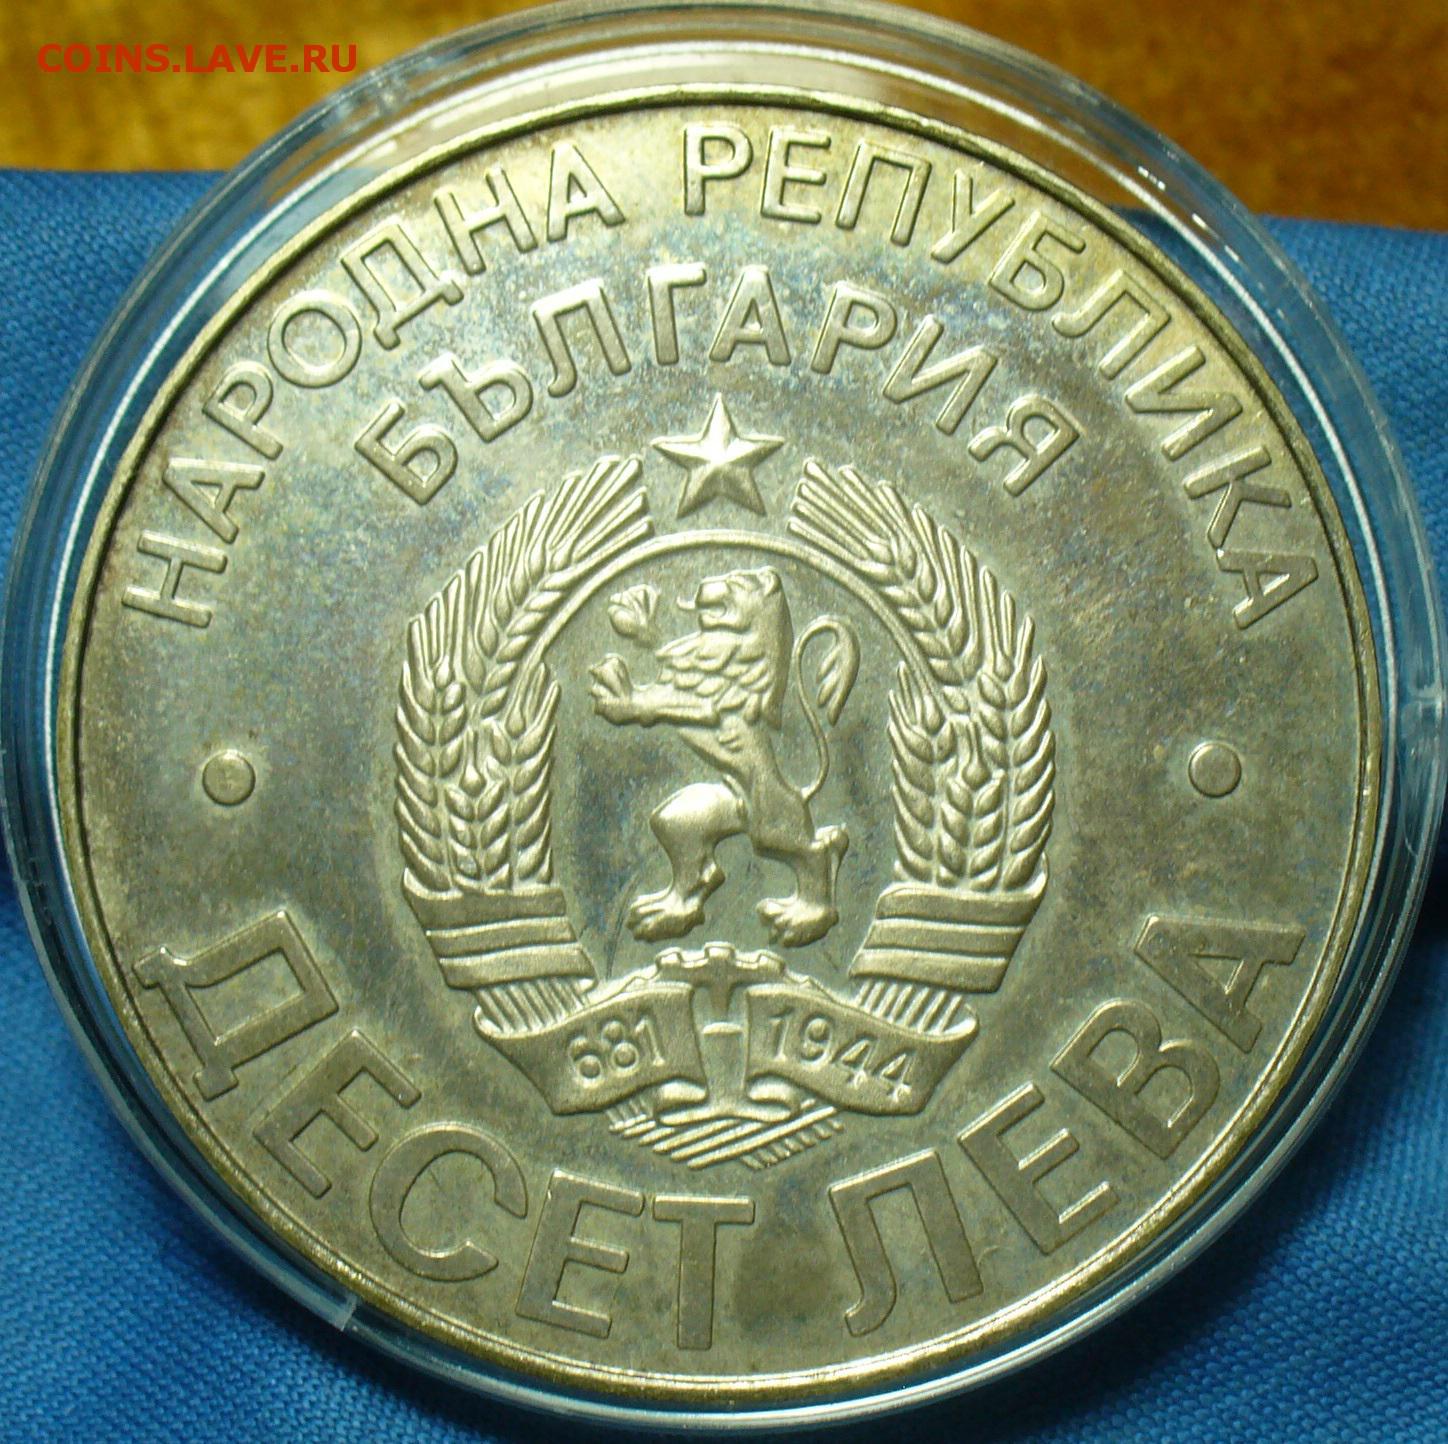 COINS.LAVE.RU
НАРОДНА РЕПУБЛИКА
БЪЛГАРИЯ
681 1944
ДЕСЕТ ЛЕВА